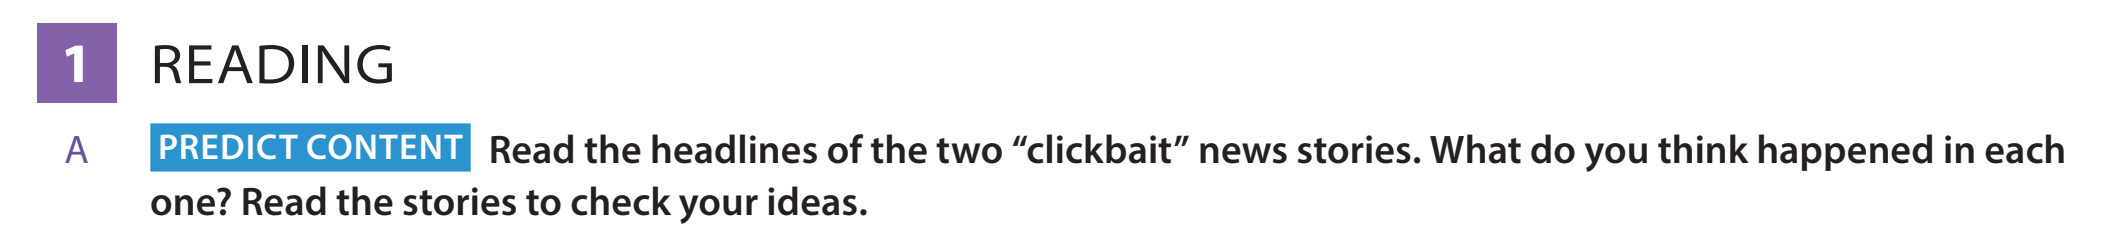 1 READING
A PREDICT CONTENT Read the headlines of the two “clickbait” news stories. What do you think happened in each
one? Read the stories to check your ideas.